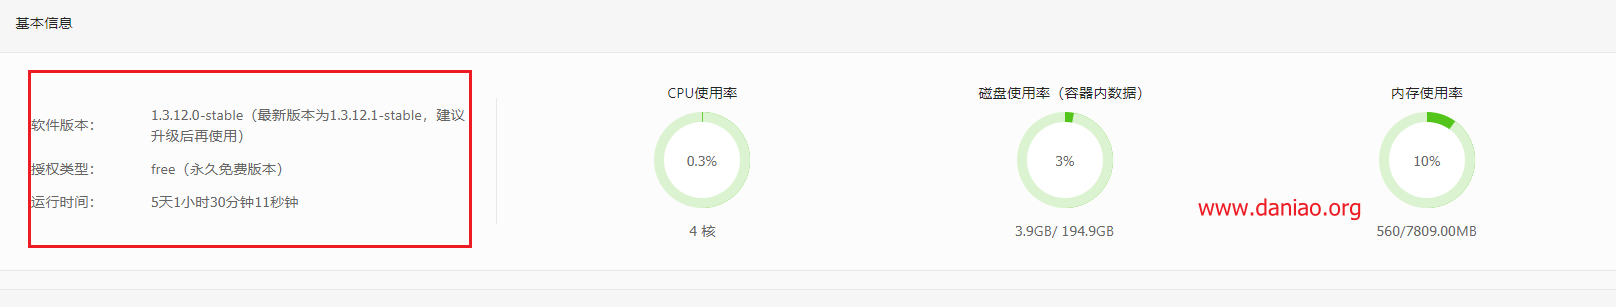 基本信息
软件版本：
1.3.12.0-stable（最新版本为1.3.12.1-stable，建议
升级后再使用）
授权类型：
free（永久免费版本）
运行时间：
5天1小时30分钟11秒钟
CPU使用率
0.3%
4 核
磁盘使用率（容器内数据）
3%
3.9GB/ 194.9GB
内存使用率
10%
560/7809.00MB
www.daniao.org